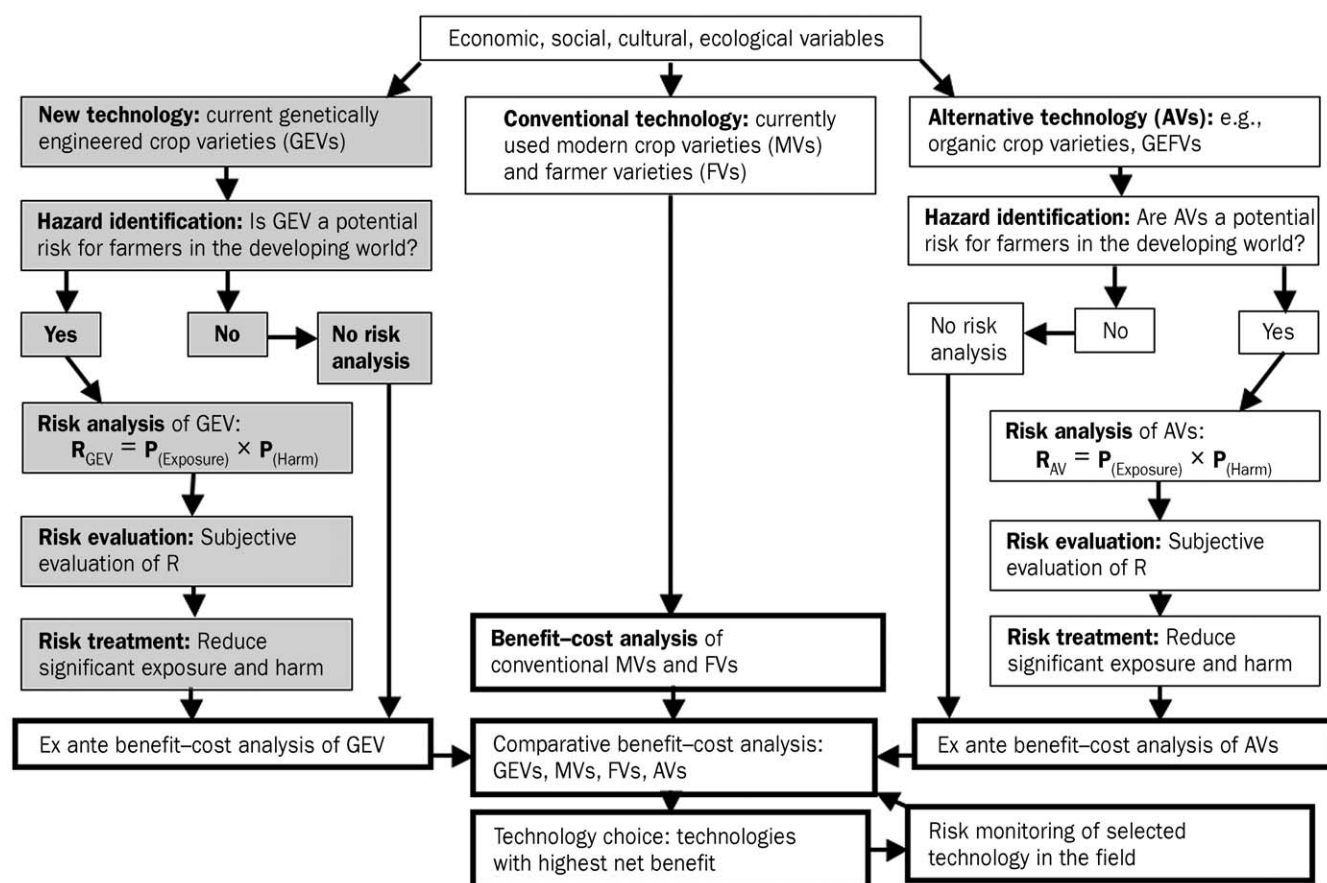 Economic, social, cultural, ecological variables
New technology: current genetically
engineered crop varieties (GEVs)
Conventional technology: currently
used modern crop varieties (MVs)
and farmer varieties (FVs)
Alternative technology (AVs): e.g.,
organic crop varieties, GEFVs
Hazard identification: Is GEV a potential
risk for farmers in the developing world?
Hazard identification: Are AVs a potential
risk for farmers in the developing world?
Yes
No
No risk
analysis
No risk
analysis
No
Yes
Risk analysis of GEV:
R_GEV = P_(Exposure) × P_(Harm)
Risk analysis of AVs:
R_AV = P_(Exposure) × P_(Harm)
Risk evaluation: Subjective
evaluation of R
Risk evaluation: Subjective
evaluation of R
Risk treatment: Reduce
significant exposure and harm
Benefit–cost analysis of
conventional MVs and FVs
Risk treatment: Reduce
significant exposure and harm
Ex ante benefit–cost analysis of GEV
Comparative benefit–cost analysis:
GEVs, MVs, FVs, AVs
Ex ante benefit–cost analysis of AVs
Technology choice: technologies
with highest net benefit
Risk monitoring of selected
technology in the field